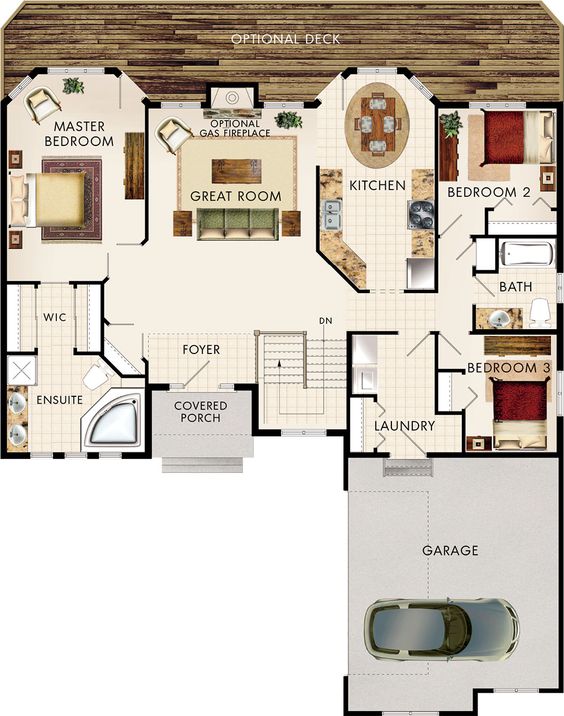 OPTIONAL DECK
OPTIONAL
GAS FIREPLACE
MASTER
BEDROOM
GREAT ROOM
KITCHEN
BEDROOM 2
WIC
BATH
DN
FOYER
BEDROOM 3
ENSUITE
COVERED
PORCH
LAUNDRY
GARAGE